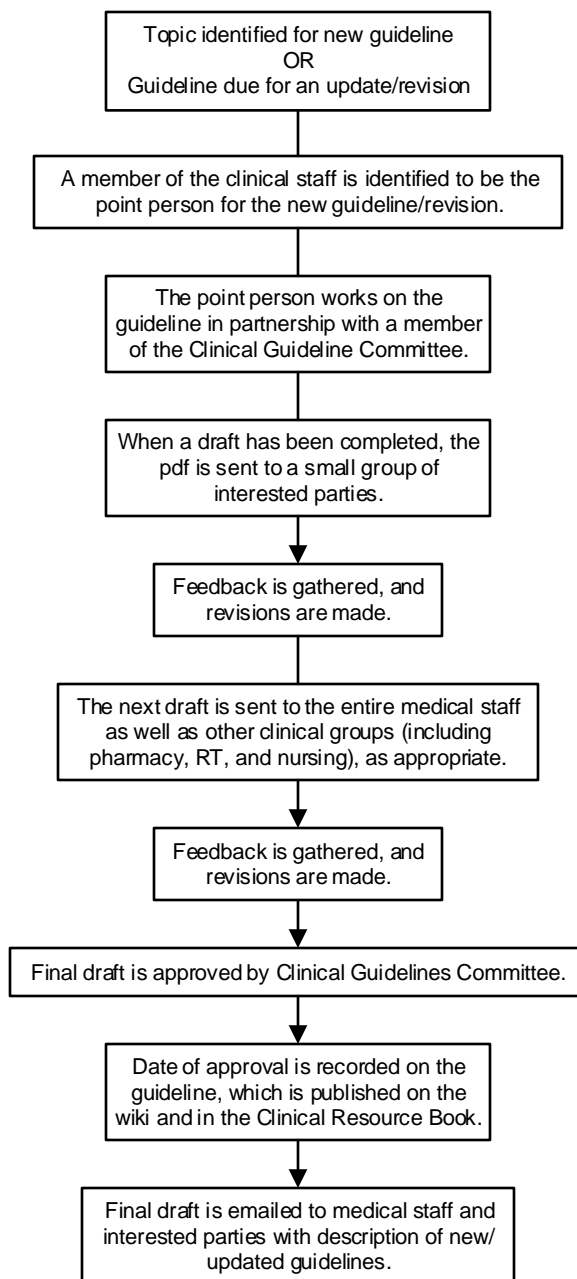 Topic identified for new guideline
OR
Guideline due for an update/revision
A member of the clinical staff is identified to be the
point person for the new guideline/revision.
The point person works on the
guideline in partnership with a member
of the Clinical Guideline Committee.
When a draft has been completed, the
pdf is sent to a small group of
interested parties.
Feedback is gathered, and
revisions are made.
The next draft is sent to the entire medical staff
as well as other clinical groups (including
pharmacy, RT, and nursing), as appropriate.
Feedback is gathered, and
revisions are made.
Final draft is approved by Clinical Guidelines Committee.
Date of approval is recorded on the
guideline, which is published on the
wiki and in the Clinical Resource Book.
Final draft is emailed to medical staff and
interested parties with description of new/
updated guidelines.